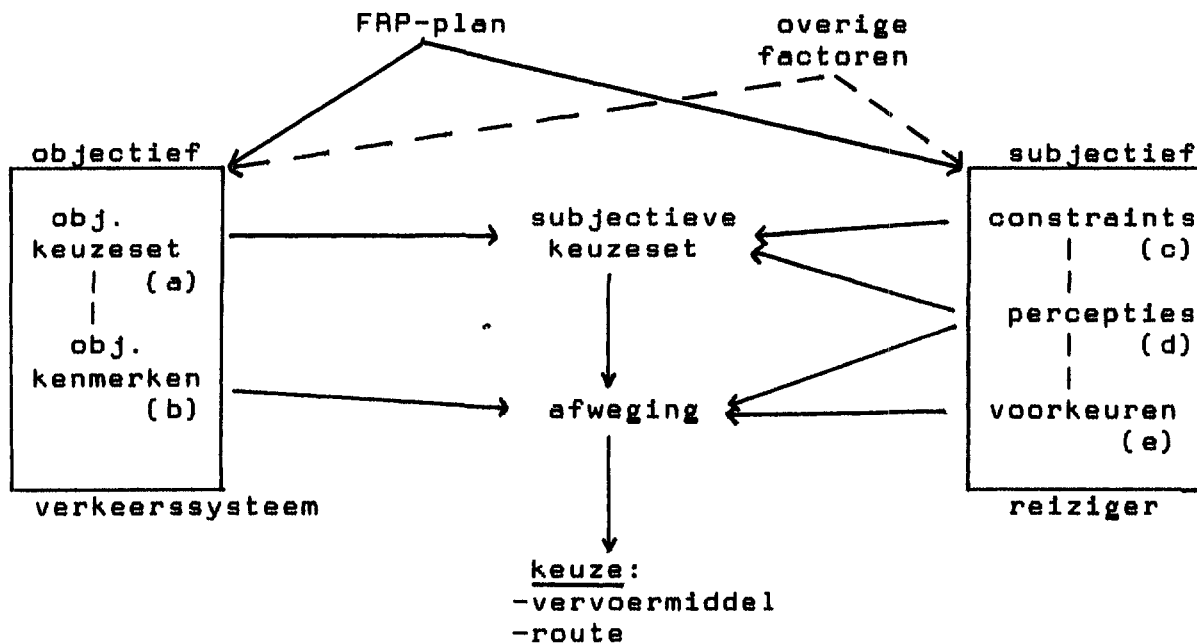 FRP-plan
overige
factoren
objectief
subjectief
obj.
keuzeset
(a)
obj.
kenmerken
(b)
verkeerssysteem
subjectieve
keuzeset
afweging
keuze:
-vervoermiddel
-route
constraints
(c)
percepties
(d)
voorkeuren
(e)
reiziger